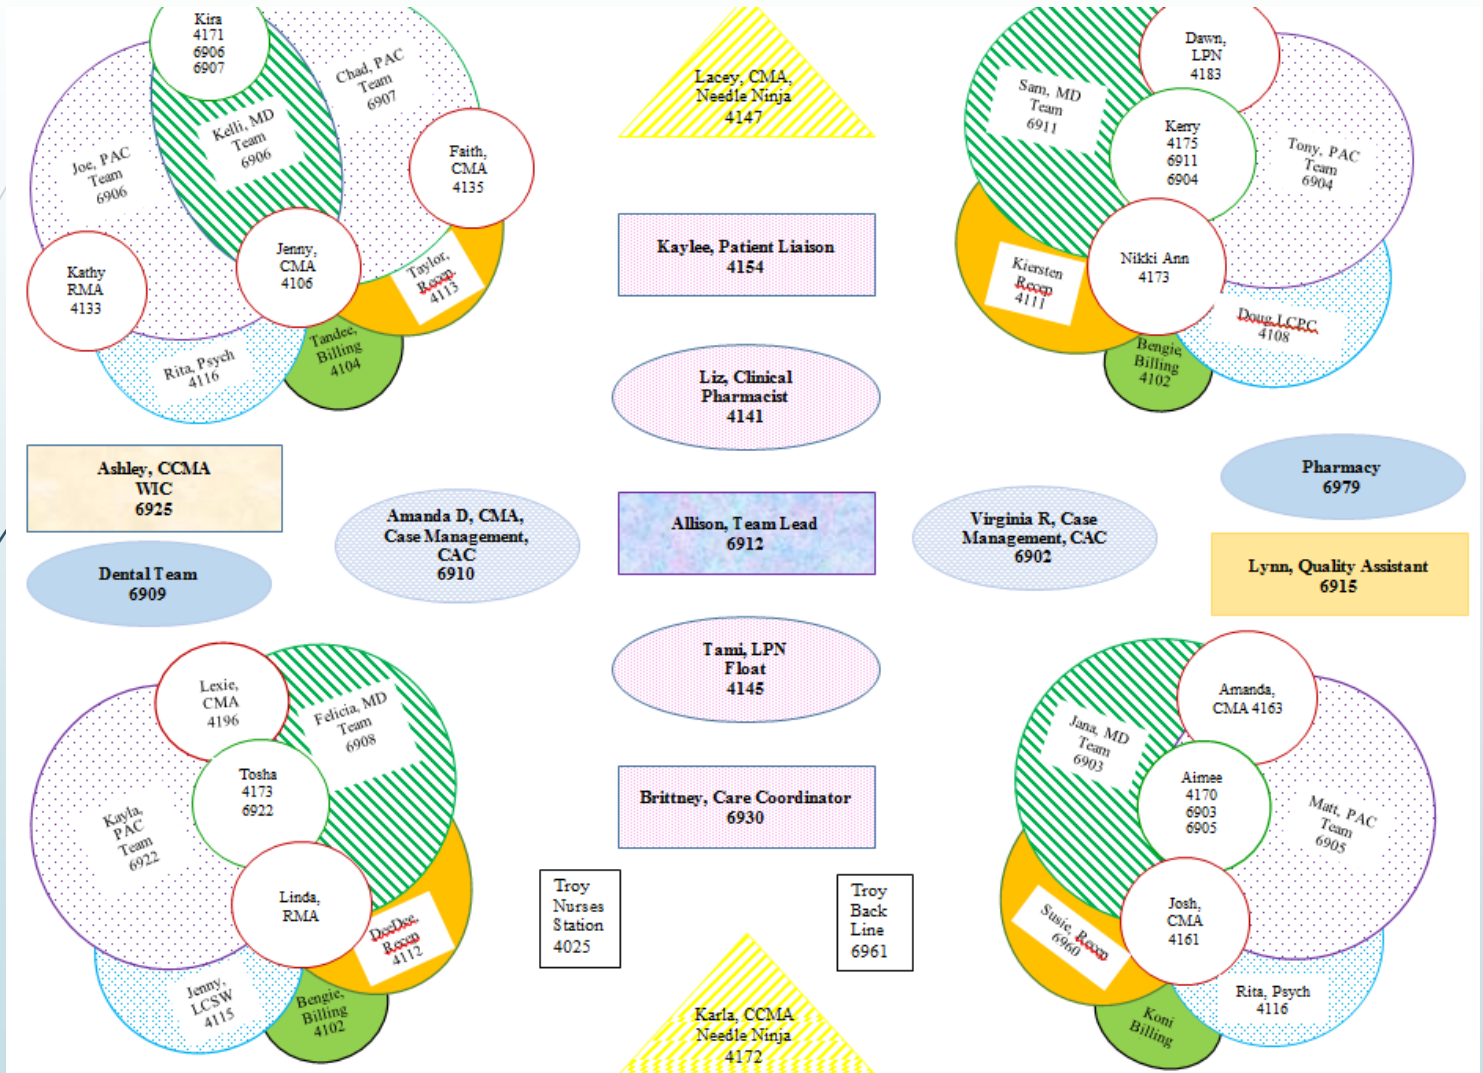 Kira
4171
6906
6907
Chad, PAC
Team
6907
Kelli, MD
Team
6906
Joe, PAC
Team
6906
Faith,
CMA
4135
Jenny,
CMA
4106
Kathy
RMA
4133
Taylor,
Recep.
4113
Rita, Psych
4116
Tandee,
Billing
4104
Lacey, CMA,
Needle Ninja
4147
Kaylee, Patient Liaison
4154
Liz, Clinical
Pharmacist
4141
Dawn,
LPN
4183
Sam, MD
Team
6911
Kerry
4175
6911
6904
Tony, PAC
Team
6904
Nikki Ann
4173
Kiersten
Recep
4111
Doug LCPC
4108
Bengie,
Billing
4102
Ashley, CCMA
WIC
6925
Dental Team
6909
Amanda D, CMA,
Case Management,
CAC
6910
Allison, Team Lead
6912
Virginia R, Case
Management, CAC
6902
Pharmacy
6979
Lynn, Quality Assistant
6915
Tami, LPN
Float
4145
Brittney, Care Coordinator
6930
Lexie,
CMA
4196
Felicia, MD
Team
6908
Tosha
4173
6922
Kayla,
PAC
Team
6922
Linda,
RMA
DeeDee,
Recep
4112
Jenny,
LCSW
4115
Bengie,
Billing
4102
Troy
Nurses
Station
4025
Troy
Back
Line
6961
Karla, CCMA
Needle Ninja
4172
Amanda,
CMA 4163
Jana, MD
Team
6903
Aimee
4170
6903
6905
Matt, PAC
Team
6905
Josh,
CMA
4161
Susie, Recep
6960
Rita, Psych
4116
Koni
Billing